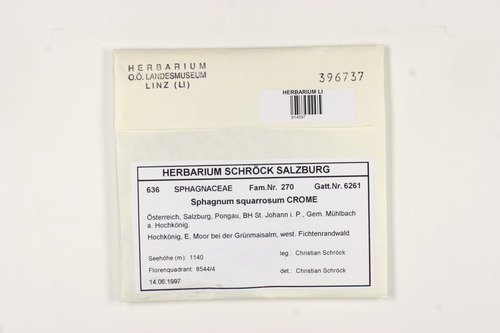 HERBARIUM
O.Ö. LANDESMUSEUM
LINZ (LI)
396737
HERBARIUM LI
614697
HERBARIUM SCHRÖCK SALZBURG
636 SPHAGNACEAE Fam.Nr. 270 Gatt.Nr. 6261
Sphagnum squarrosum CROME
Österreich, Salzburg, Pongau, BH St. Johann i. P., Gem. Mühlbach
a. Hochkönig.
Hochkönig, E, Moor bei der Grünmaisalm, west. Fichtenrandwald
Seehöhe (m): 1140 leg.: Christian Schröck
Florenquadrant: 8544/4 det.: Christian Schröck
14.06.1997